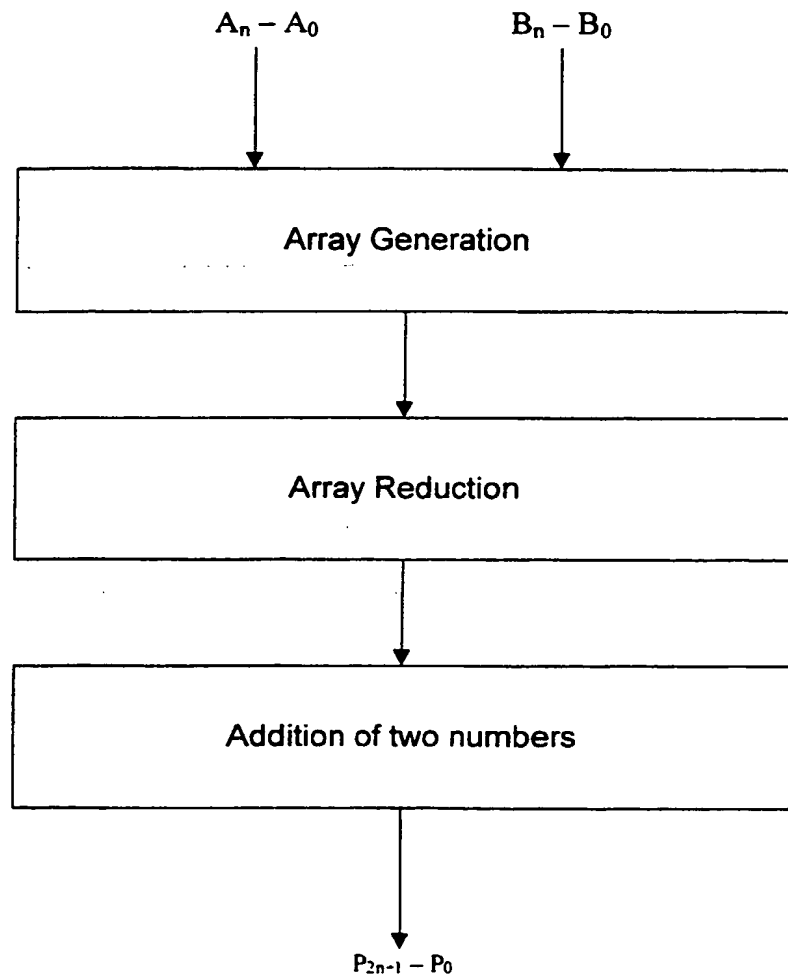 Aₙ – A₀ Bₙ – B₀
Array Generation
Array Reduction
Addition of two numbers
P₂ₙ₊₁ – P₀